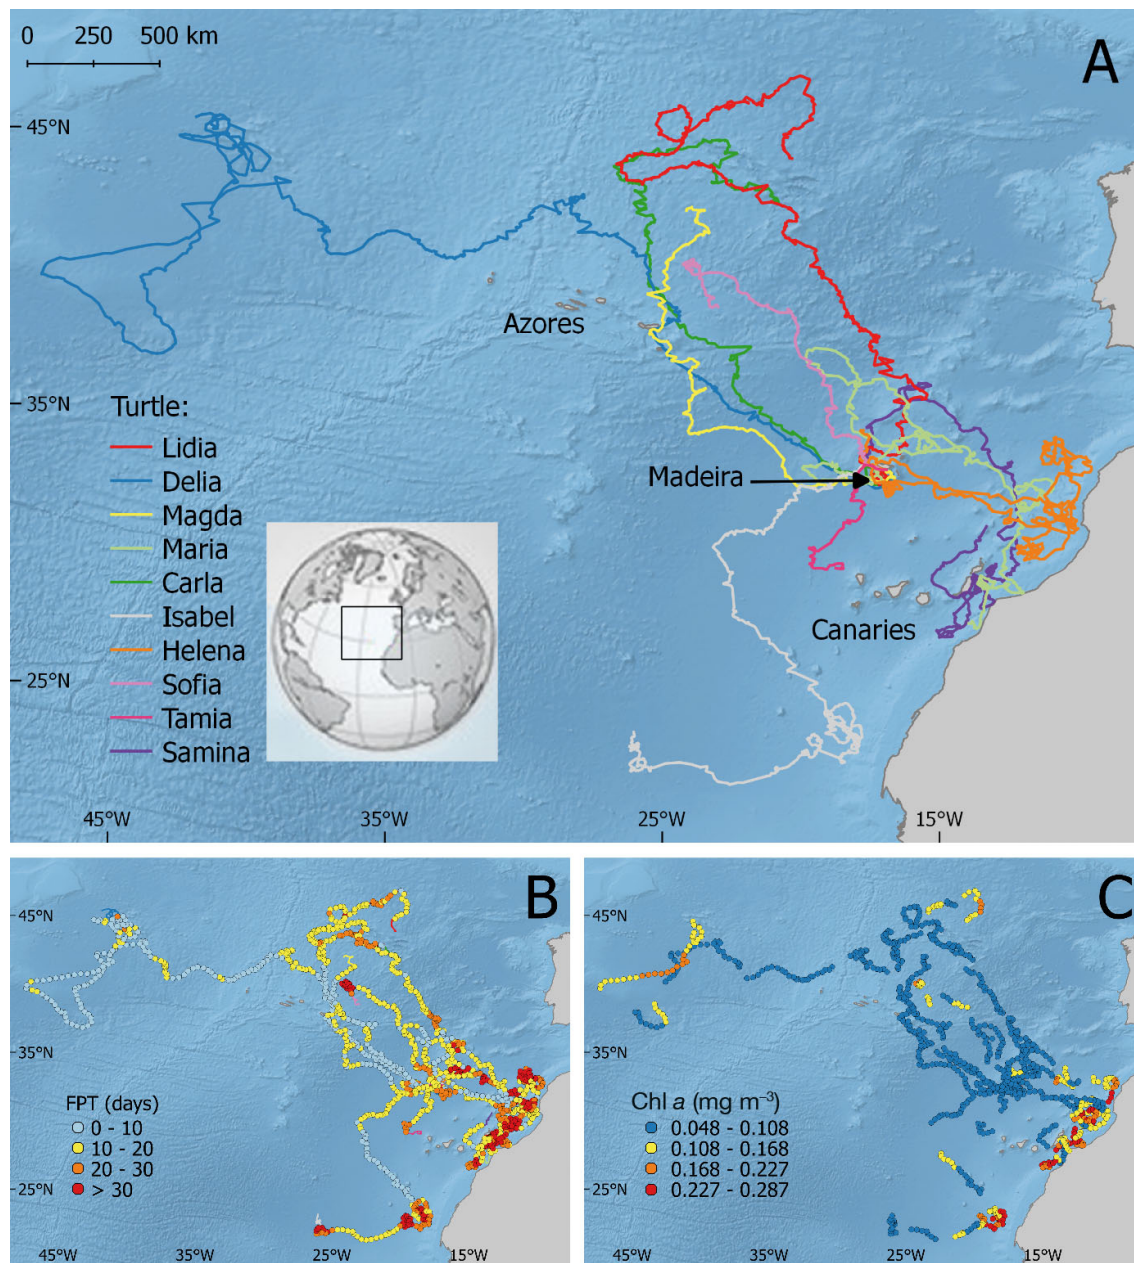 0 250 500 km
A
45°N
Azores
35°N
Turtle:
Lidia
Delia
Magda
Maria
Carla
Isabel
Helena
Sofia
Tamia
Samina
Madeira
Canaries
25°N
45°W 35°W 25°W 15°W
B
45°N
35°N
FPT (days)
0 - 10
10 - 20
20 - 30
> 30
25°N
45°W 35°W 25°W 15°W
C
45°N
35°N
Chl a (mg m⁻³)
0.048 - 0.108
0.108 - 0.168
0.168 - 0.227
0.227 - 0.287
25°N
45°W 35°W 25°W 15°W